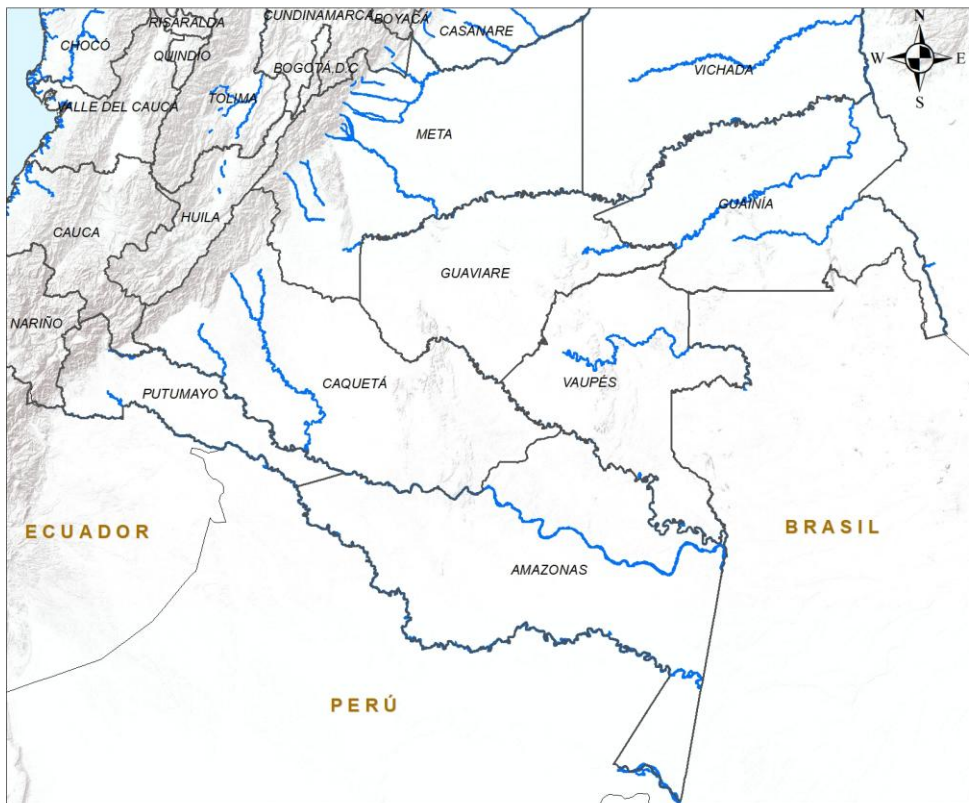 CUNDINAMARCA
BOYACÁ
RISARALDA
CASANARE
CHOCÓ
QUINDIO
BOGOTÁ, D.C
VICHADA
N
W
E
S
VALLE DEL CAUCA
TOLIMA
META
HUILA
GUAINÍA
CAUCA
GUAVIARE
NARIÑO
CAQUETÁ
VAUPÉS
PUTUMAYO
ECUADOR
BRASIL
AMAZONAS
PERÚ